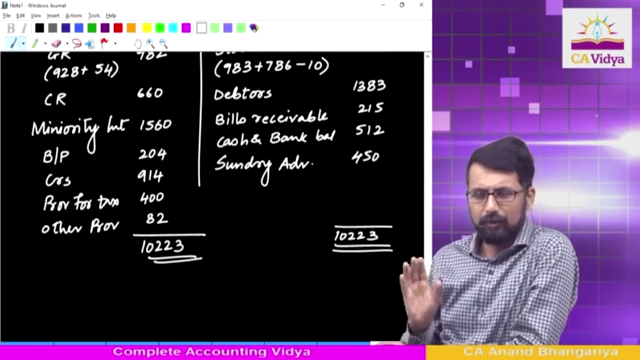 Note1 - Windows Journal
File Edit View Insert Actions Tools Help
GR 982
(928+ 54)
CR 660
Miniority Int 1560
B/P 204
Crs 914
Prov for tax 400
other Prov 82
10223
(983+786-10)
Debtors 1383
Bills receivable 215
Cash & Bank bal 512
Sundry Adv. 450
10223
CA Vidya
Complete Accounting Vidya
CA Anand Bhangariya